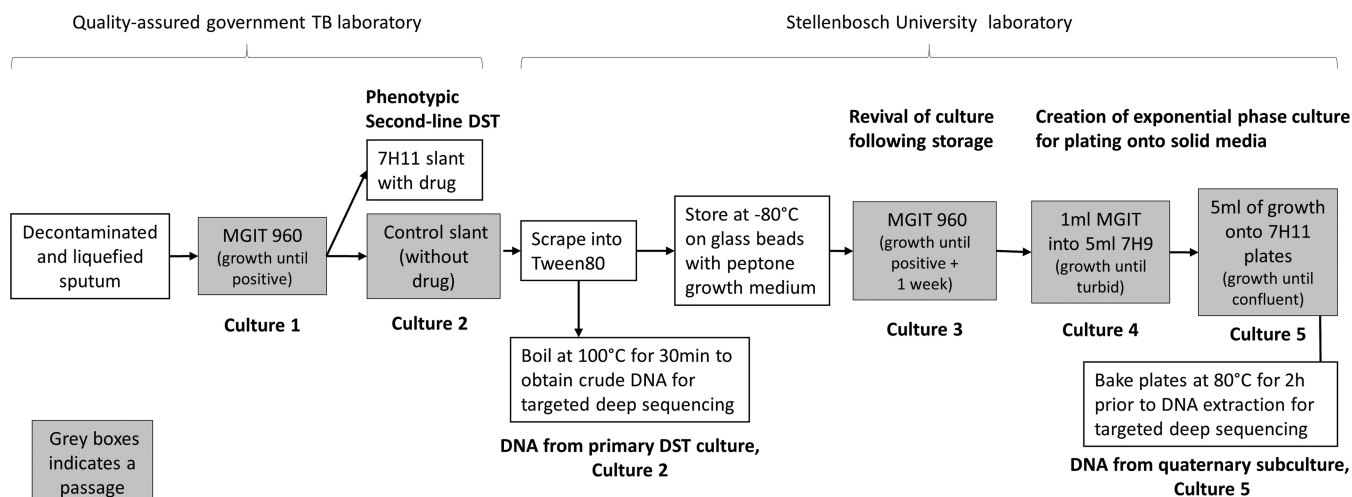 Quality-assured government TB laboratory
Stellenbosch University laboratory
Phenotypic
Second-line DST
7H11 slant
with drug
Revival of culture
following storage
Creation of exponential phase culture
for plating onto solid media
Decontaminated
and liquefied
sputum
MGIT 960
(growth until
positive)
Culture 1
Control slant
(without
drug)
Culture 2
Scrape into
Tween80
Store at -80°C
on glass beads
with peptone
growth medium
MGIT 960
(growth until
positive +
1 week)
Culture 3
1ml MGIT
into 5ml 7H9
(growth until
turbid)
Culture 4
5ml of growth
onto 7H11
plates
(growth until
confluent)
Culture 5
Boil at 100°C for 30min to
obtain crude DNA for
targeted deep sequencing
DNA from primary DST culture,
Culture 2
Bake plates at 80°C for 2h
prior to DNA extraction for
targeted deep sequencing
DNA from quaternary subculture,
Culture 5
Grey boxes
indicates a
passage